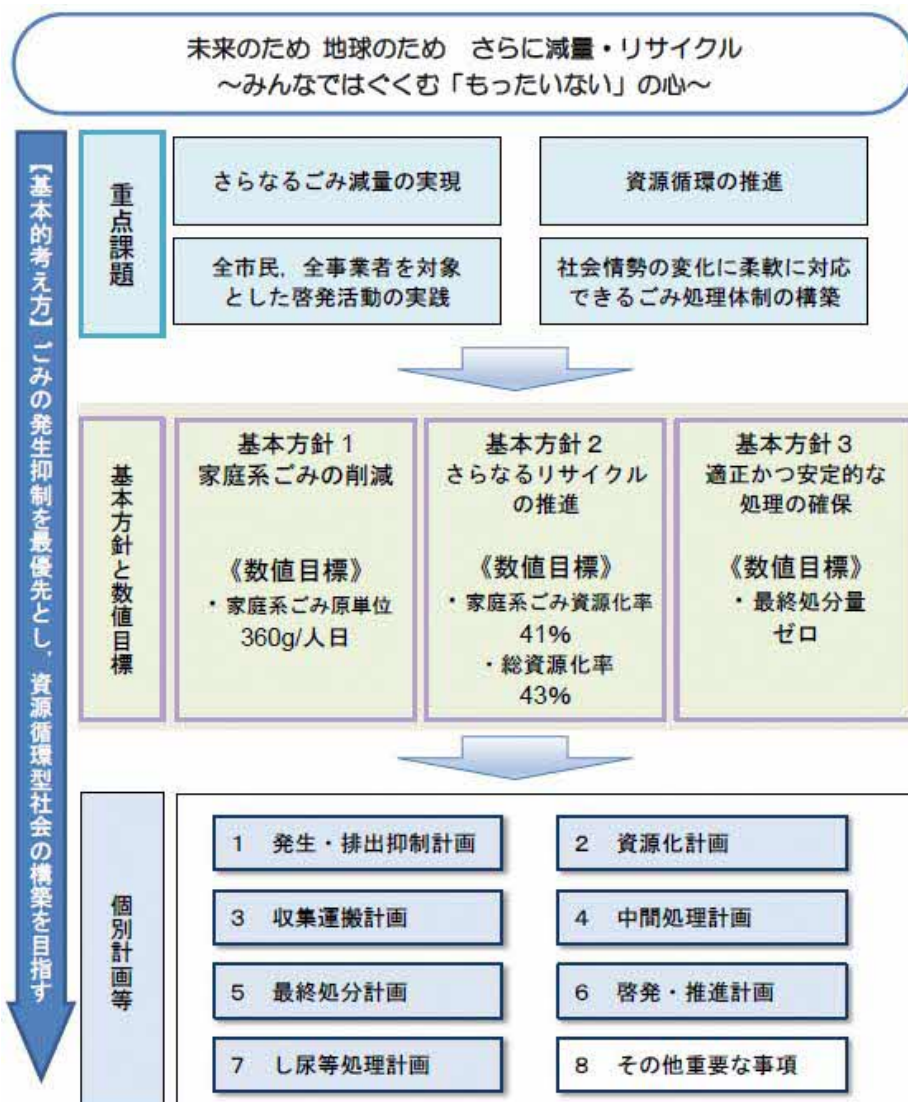 未来のため 地球のため　さらに減量・リサイクル
～みんなではぐくむ「もったいない」の心～
【基本的考え方】ごみの発生抑制を最優先とし，資源循環型社会の構築を目指す
重点課題
さらなるごみ減量の実現
資源循環の推進
全市民，全事業者を対象
とした啓発活動の実践
社会情勢の変化に柔軟に対応
できるごみ処理体制の構築
基本方針と数値目標
基本方針１
家庭系ごみの削減
《数値目標》
・家庭系ごみ原単位
360g/人日
基本方針２
さらなるリサイクル
の推進
《数値目標》
・家庭系ごみ資源化率
41%
・総資源化率
43%
基本方針３
適正かつ安定的な
処理の確保
《数値目標》
・最終処分量
ゼロ
個別計画等
１　発生・排出抑制計画
２　資源化計画
３　収集運搬計画
４　中間処理計画
５　最終処分計画
６　啓発・推進計画
７　し尿等処理計画
８　その他重要な事項